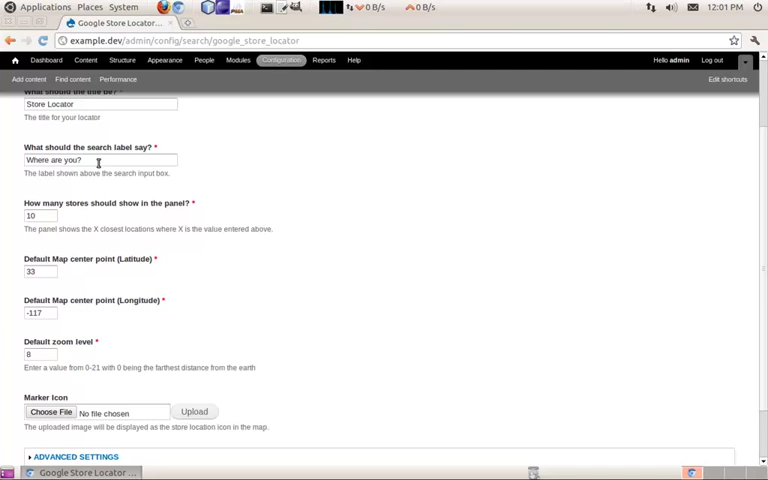 Applications Places System
0 B/s 0 B/s
12:01 PM
Google Store Locator...
example.dev/admin/config/search/google_store_locator
Dashboard Content Structure Appearance People Modules Configuration Reports Help Hello admin Log out
Add content Find content Performance Edit shortcuts
What should the title be? *
Store Locator
The title for your locator
What should the search label say? *
Where are you?
The label shown above the search input box.
How many stores should show in the panel? *
10
The panel shows the X closest locations where X is the value entered above.
Default Map center point (Latitude) *
33
Default Map center point (Longitude) *
-117
Default zoom level *
8
Enter a value from 0-21 with 0 being the farthest distance from the earth
Marker Icon
Choose File No file chosen Upload
The uploaded image will be displayed as the store location icon in the map.
ADVANCED SETTINGS
Google Store Locator ...